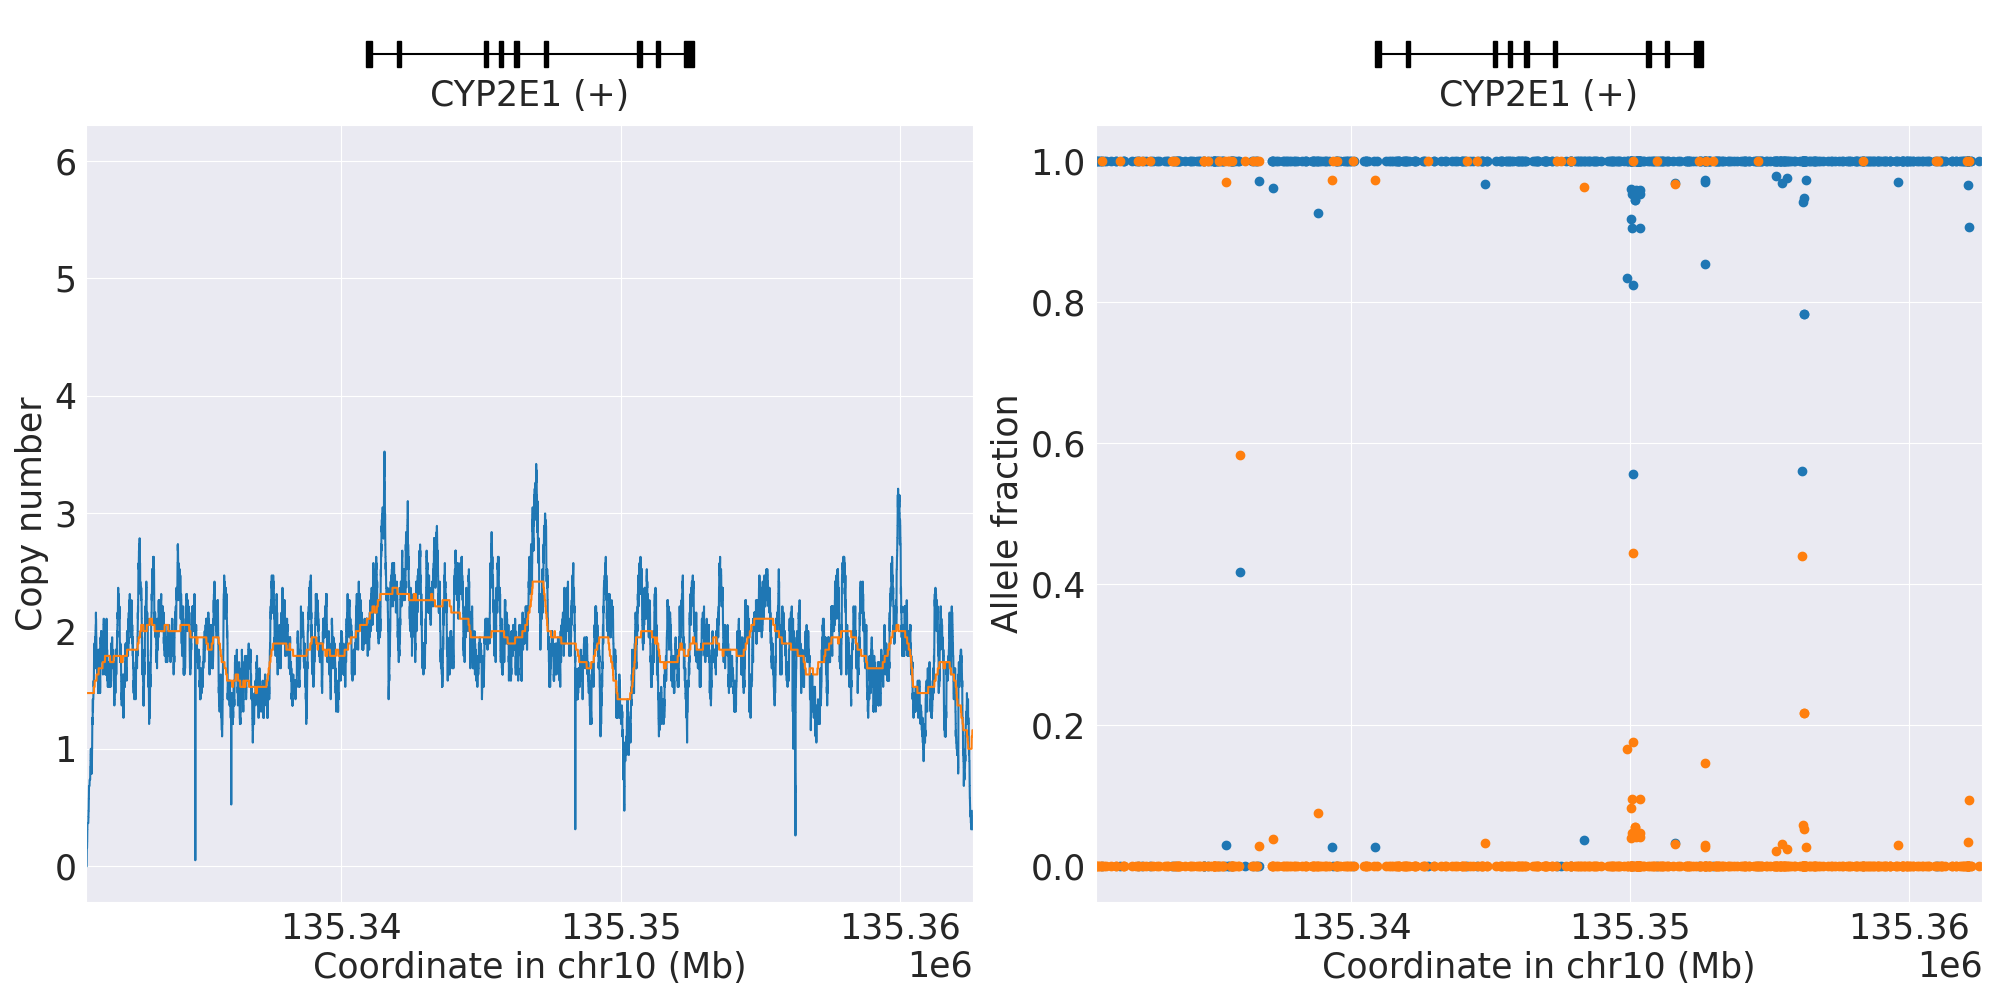 CYP2E1 (+)
Copy number
6
5
4
3
2
1
0
135.34
135.35
135.36
Coordinate in chr10 (Mb)
1e6
CYP2E1 (+)
Allele fraction
1.0
0.8
0.6
0.4
0.2
0.0
135.34
135.35
135.36
Coordinate in chr10 (Mb)
1e6